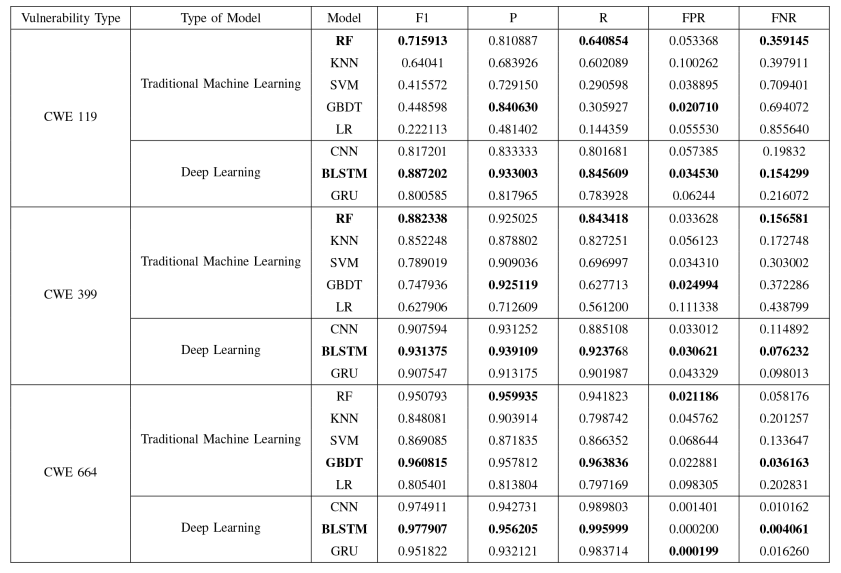 Vulnerability Type Type of Model Model F1 P R FPR FNR
RF 0.715913 0.810887 0.640854 0.053368 0.359145
KNN 0.64041 0.683926 0.602089 0.100262 0.397911
Traditional Machine Learning SVM 0.415572 0.729150 0.290598 0.038895 0.709401
GBDT 0.448598 0.840630 0.305927 0.020710 0.694072
CWE 119
LR 0.222113 0.481402 0.144359 0.055530 0.855640
CNN 0.817201 0.833333 0.801681 0.057385 0.19832
Deep Learning BLSTM 0.887202 0.933003 0.845609 0.034530 0.154299
GRU 0.800585 0.817965 0.783928 0.06244 0.216072
RF 0.882338 0.925025 0.843418 0.033628 0.156581
KNN 0.852248 0.878802 0.827251 0.056123 0.172748
Traditional Machine Learning SVM 0.789019 0.909036 0.696997 0.034310 0.303002
GBDT 0.747936 0.925119 0.627713 0.024994 0.372286
CWE 399
LR 0.627906 0.712609 0.561200 0.111338 0.438799
CNN 0.907594 0.931252 0.885108 0.033012 0.114892
Deep Learning BLSTM 0.931375 0.939109 0.923768 0.030621 0.076232
GRU 0.907547 0.913175 0.901987 0.043329 0.098013
RF 0.950793 0.959935 0.941823 0.021186 0.058176
KNN 0.848081 0.903914 0.798742 0.045762 0.201257
Traditional Machine Learning SVM 0.869085 0.871835 0.866352 0.068644 0.133647
GBDT 0.960815 0.957812 0.963836 0.022881 0.036163
CWE 664
LR 0.805401 0.813804 0.797169 0.098305 0.202831
CNN 0.974911 0.942731 0.989803 0.001401 0.010162
Deep Learning BLSTM 0.977907 0.956205 0.995999 0.000200 0.004061
GRU 0.951822 0.932121 0.983714 0.000199 0.016260